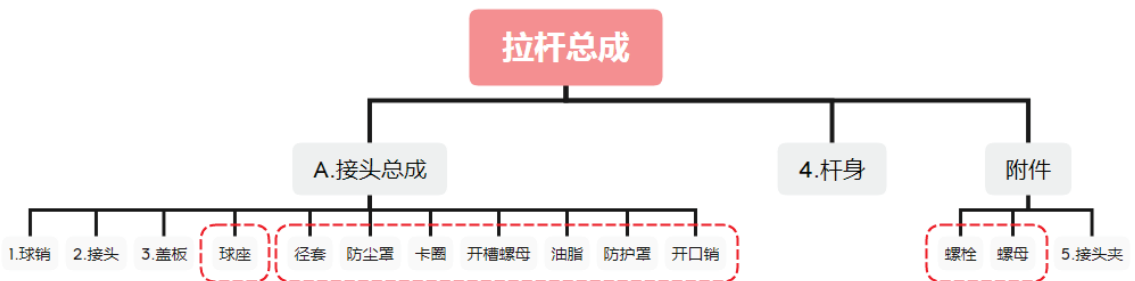 拉杆总成
A.接头总成
4.杆身
附件
1.球销
2.接头
3.盖板
球座
径套
防尘罩
卡圈
开槽螺母
油脂
防护罩
开口销
螺栓
螺母
5.接头夹